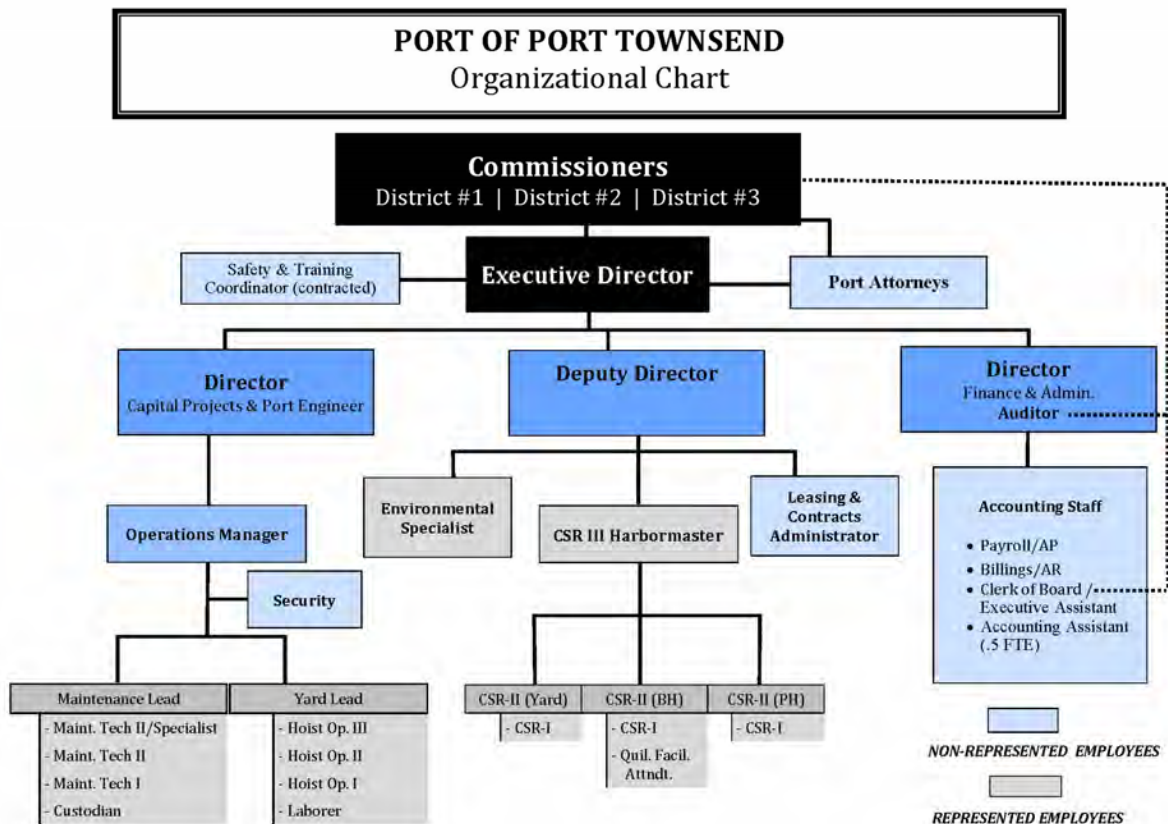 PORT OF PORT TOWNSEND
Organizational Chart
Commissioners
District #1 | District #2 | District #3
Safety & Training
Coordinator (contracted)
Executive Director
Port Attorneys
Director
Capital Projects & Port Engineer
Deputy Director
Director
Finance & Admin.
Auditor
Operations Manager
Security
Environmental
Specialist
CSR III Harbormaster
Leasing &
Contracts
Administrator
Accounting Staff
• Payroll/AP
• Billings/AR
• Clerk of Board /
Executive Assistant
• Accounting Assistant
(.5 FTE)
Maintenance Lead
- Maint. Tech II/Specialist
- Maint. Tech II
- Maint. Tech I
- Custodian
Yard Lead
- Hoist Op. III
- Hoist Op. II
- Hoist Op. I
- Laborer
CSR-II (Yard)
- CSR-I
CSR-II (BH)
- CSR-I
- Quil. Facil.
Attndt.
CSR-II (PH)
- CSR-I
NON-REPRESENTED EMPLOYEES
REPRESENTED EMPLOYEES